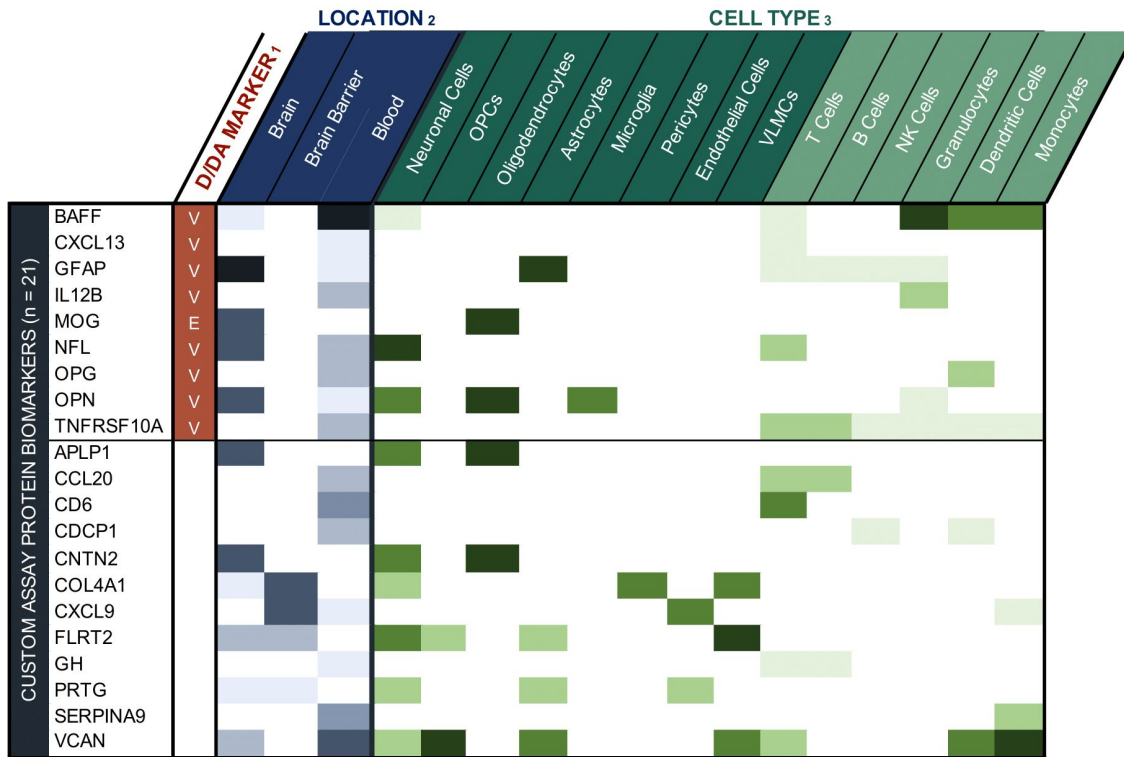 LOCATION 2
CELL TYPE 3
D/DA MARKER 1
Brain
Brain Barrier
Blood
Neuronal Cells
OPCs
Oligodendrocytes
Astrocytes
Microglia
Pericytes
Endothelial Cells
VLMCs
T Cells
B Cells
NK Cells
Granulocytes
Dendritic Cells
Monocytes
CUSTOM ASSAY PROTEIN BIOMARKERS (n = 21)
BAFF V
CXCL13 V
GFAP V
IL12B V
MOG E
NFL V
OPG V
OPN V
TNFRSF10A V
APLP1
CCL20
CD6
CDCP1
CNTN2
COL4A1
CXCL9
FLRT2
GH
PRTG
SERPINA9
VCAN